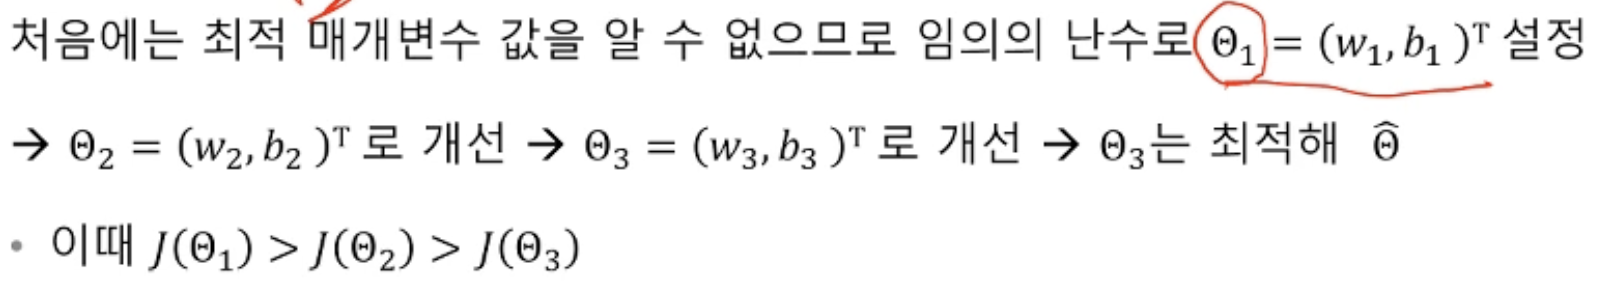 처음에는 최적 매개변수 값을 알 수 없으므로 임의의 난수로 Θ₁ = (w₁, b₁ )ᵀ 설정
→ Θ₂ = (w₂, b₂ )ᵀ 로 개선 → Θ₃ = (w₃, b₃ )ᵀ 로 개선 → Θ₃는 최적해 Θ̂
• 이때 J(Θ₁) > J(Θ₂) > J(Θ₃)